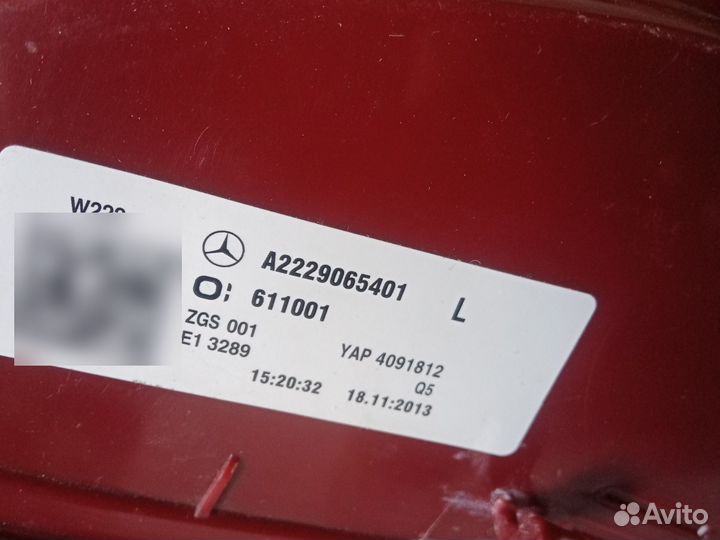 A2229065401 L
611001
ZGS 001
E1 3289
YAP 4091812
Q5
15:20:32 18.11:2013
Avito